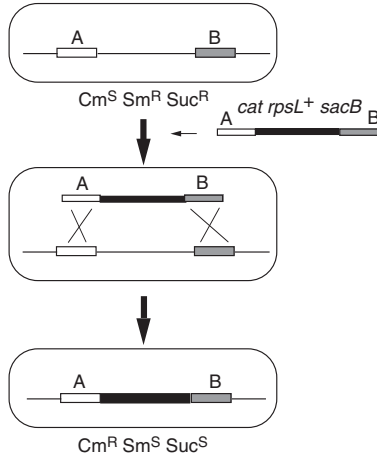 A B
Cm^S Sm^R Suc^R
cat rpsL+ sacB
A B
A B
A B
Cm^R Sm^S Suc^S